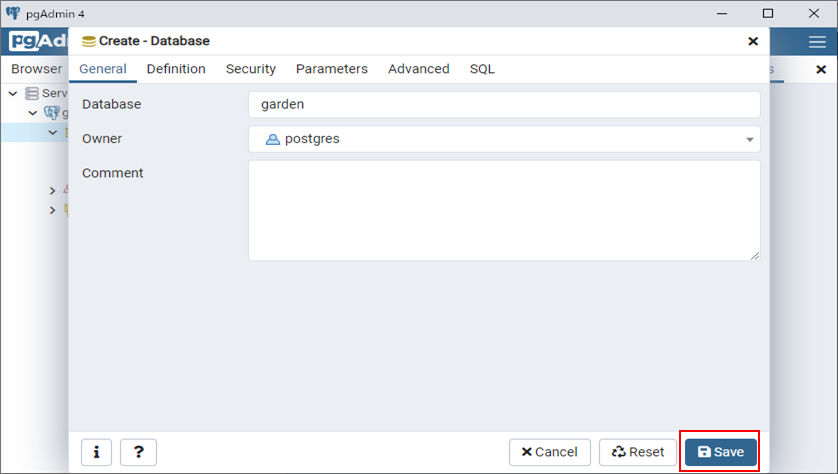 pgAdmin 4
pgAdm
Create - Database
Browser
General Definition Security Parameters Advanced SQL
s
Serv
Database garden
g
Owner postgres
Comment
i ? Cancel Reset Save